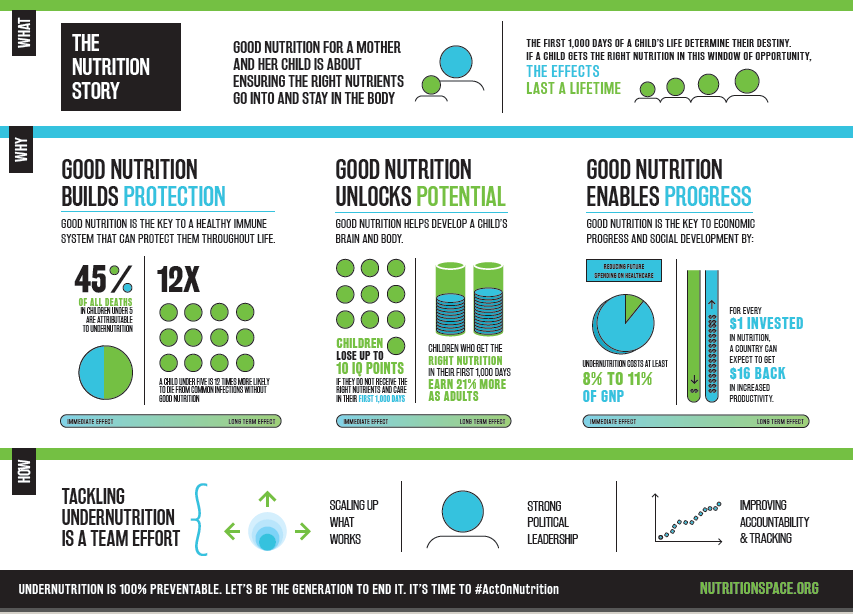 WHAT
THE
NUTRITION
STORY
GOOD NUTRITION FOR A MOTHER
AND HER CHILD IS ABOUT
ENSURING THE RIGHT NUTRIENTS
GO INTO AND STAY IN THE BODY
THE FIRST 1,000 DAYS OF A CHILD'S LIFE DETERMINE THEIR DESTINY.
IF A CHILD GETS THE RIGHT NUTRITION IN THIS WINDOW OF OPPORTUNITY,
THE EFFECTS
LAST A LIFETIME
WHY
GOOD NUTRITION
BUILDS PROTECTION
GOOD NUTRITION IS THE KEY TO A HEALTHY IMMUNE
SYSTEM THAT CAN PROTECT THEM THROUGHOUT LIFE.
45%
OF ALL DEATHS
IN CHILDREN UNDER 5
ARE ATTRIBUTABLE
TO UNDERNUTRITION
12X
A CHILD UNDER FIVE IS 12 TIMES MORE LIKELY
TO DIE FROM COMMON INFECTIONS WITHOUT
GOOD NUTRITION
IMMEDIATE EFFECT LONG TERM EFFECT
GOOD NUTRITION
UNLOCKS POTENTIAL
GOOD NUTRITION HELPS DEVELOP A CHILD'S
BRAIN AND BODY.
CHILDREN
LOSE UP TO
10 IQ POINTS
IF THEY DO NOT RECEIVE THE
RIGHT NUTRIENTS AND CARE
IN THEIR FIRST 1,000 DAYS
CHILDREN WHO GET THE
RIGHT NUTRITION
IN THEIR FIRST 1,000 DAYS
EARN 21% MORE
AS ADULTS
IMMEDIATE EFFECT LONG TERM EFFECT
GOOD NUTRITION
ENABLES PROGRESS
GOOD NUTRITION IS THE KEY TO ECONOMIC
PROGRESS AND SOCIAL DEVELOPMENT BY:
REDUCING FUTURE
SPENDING ON HEALTHCARE
UNDERNUTRITION COSTS AT LEAST
8% TO 11%
OF GNP
FOR EVERY
$1 INVESTED
IN NUTRITION,
A COUNTRY CAN
EXPECT TO GET
$16 BACK
IN INCREASED
PRODUCTIVITY.
IMMEDIATE EFFECT LONG TERM EFFECT
HOW
TACKLING
UNDERNUTRITION
IS A TEAM EFFORT
SCALING UP
WHAT
WORKS
STRONG
POLITICAL
LEADERSHIP
IMPROVING
ACCOUNTABILITY
& TRACKING
UNDERNUTRITION IS 100% PREVENTABLE. LET'S BE THE GENERATION TO END IT. IT'S TIME TO #ActOnNutrition
NUTRITIONSPACE.ORG